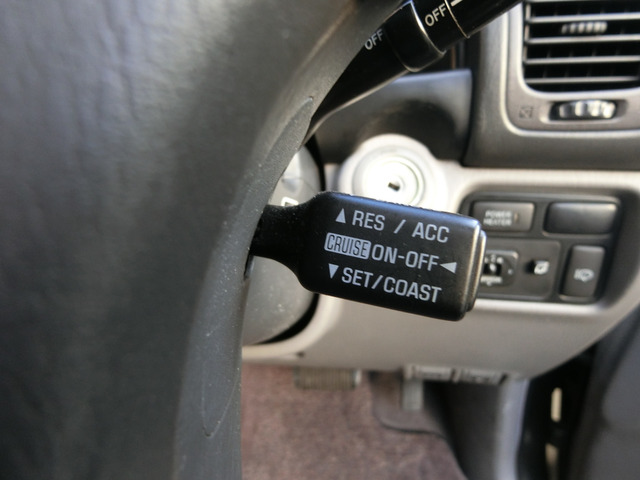 OFF
OFF
▲ RES / ACC
CRUISE ON-OFF ◄
▼ SET/COAST
POWER
HEATER